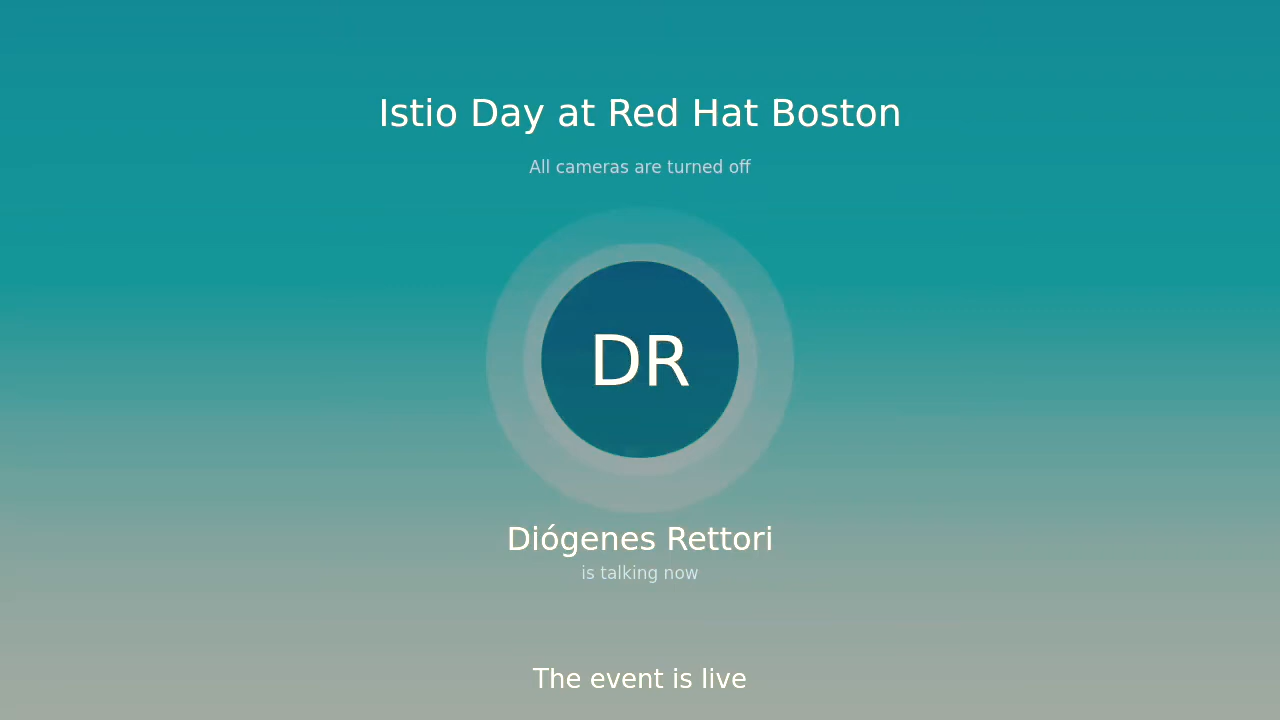 Istio Day at Red Hat Boston
All cameras are turned off
DR
Diógenes Rettori
is talking now
The event is live